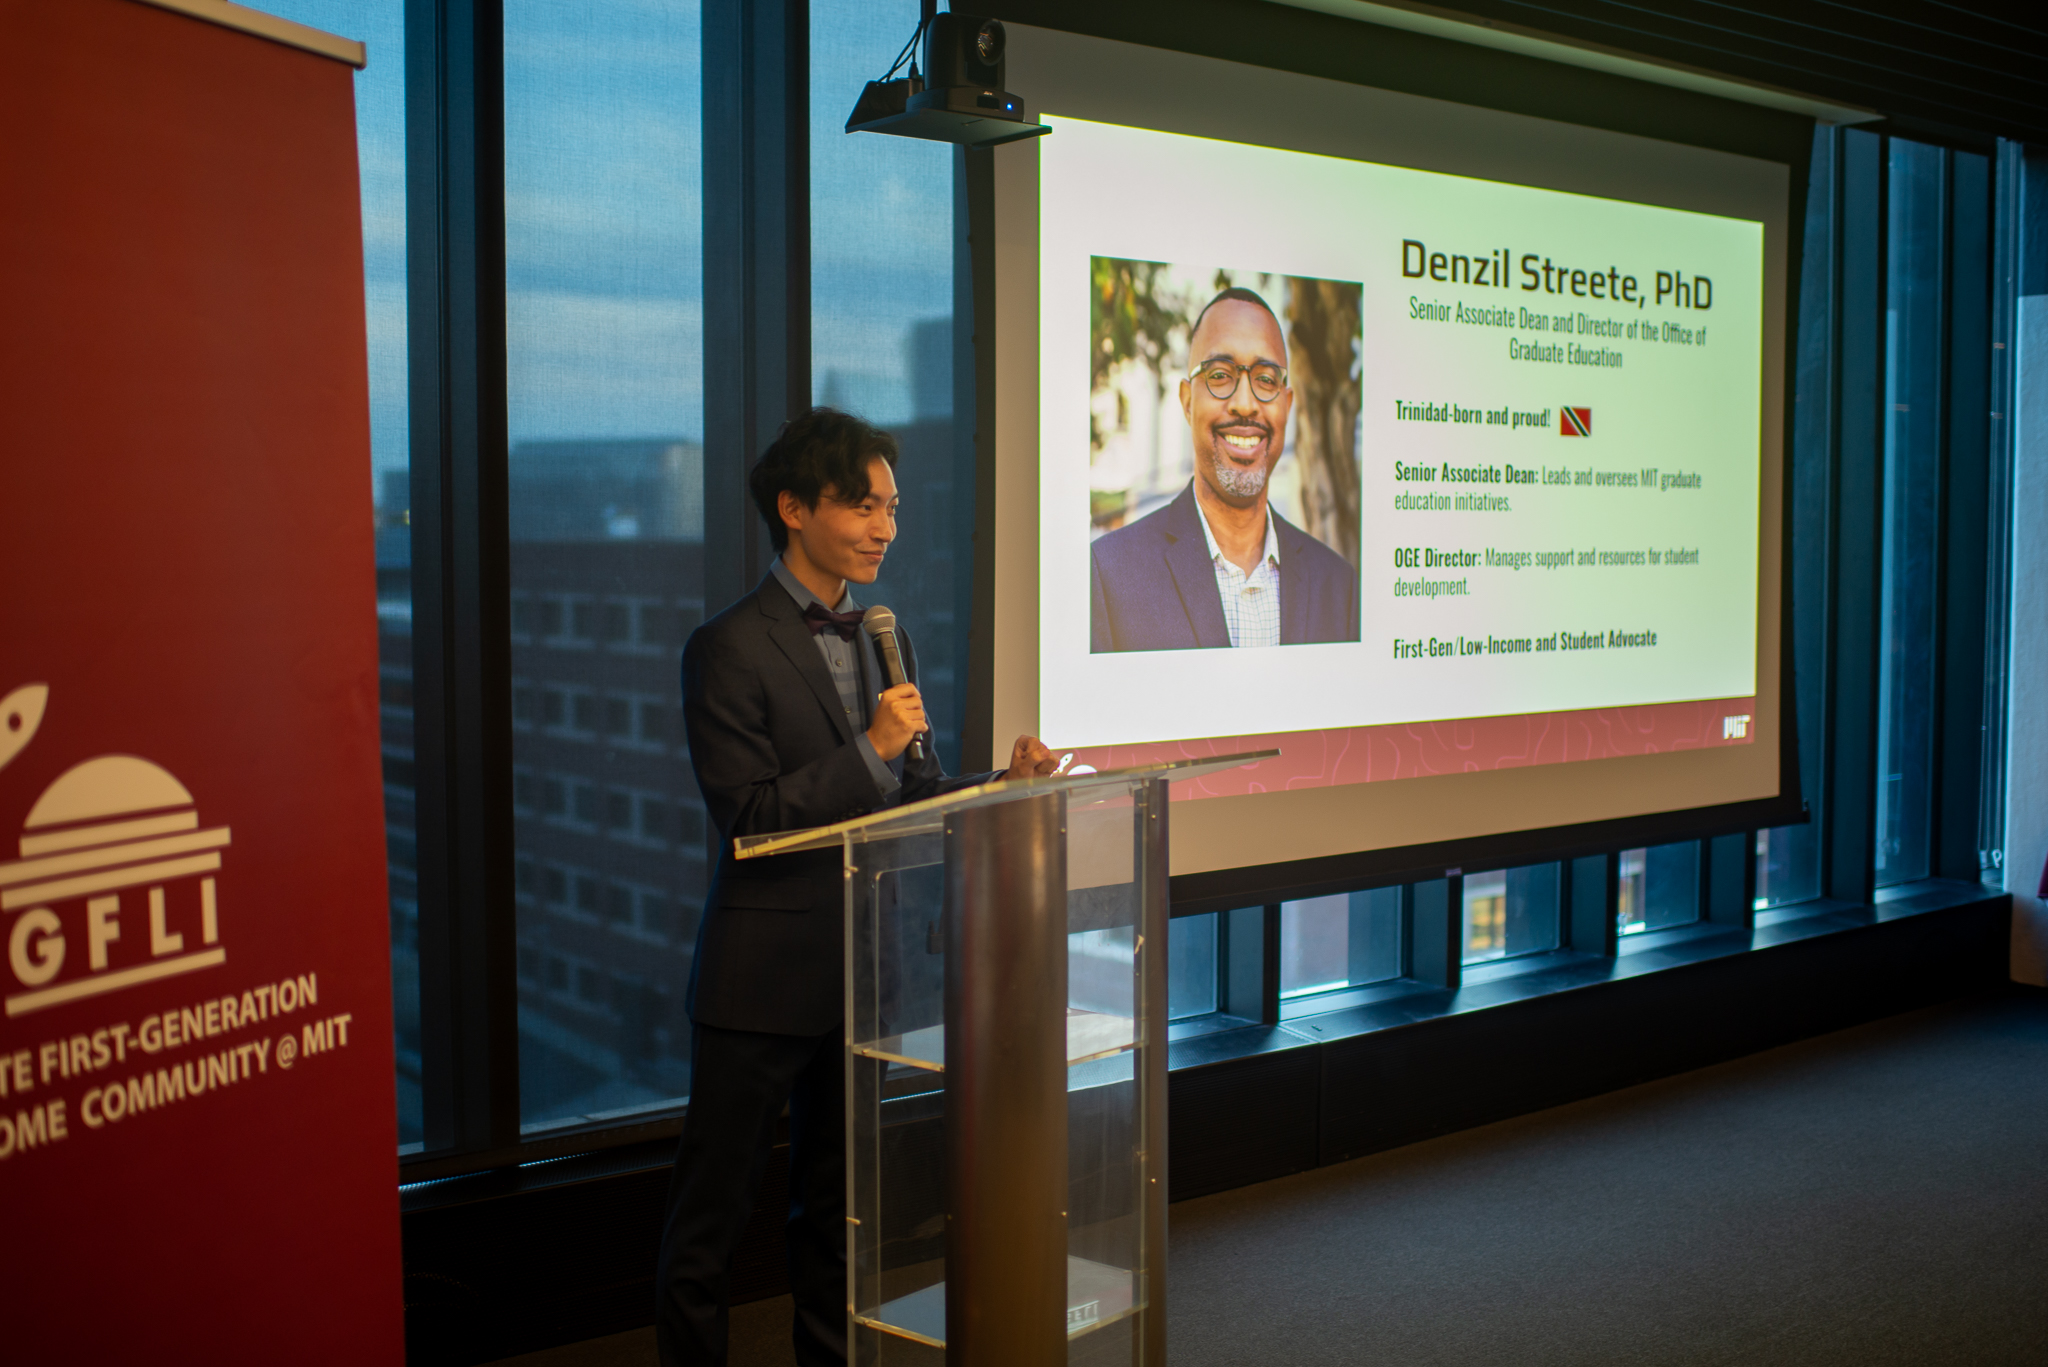 GFLI
TE FIRST-GENERATION
OME COMMUNITY @ MIT
Denzil Streete, PhD
Senior Associate Dean and Director of the Office of
Graduate Education
Trinidad-born and proud!
Senior Associate Dean: Leads and oversees MIT graduate
education initiatives.
OGE Director: Manages support and resources for student
development.
First-Gen/Low-Income and Student Advocate
MIT